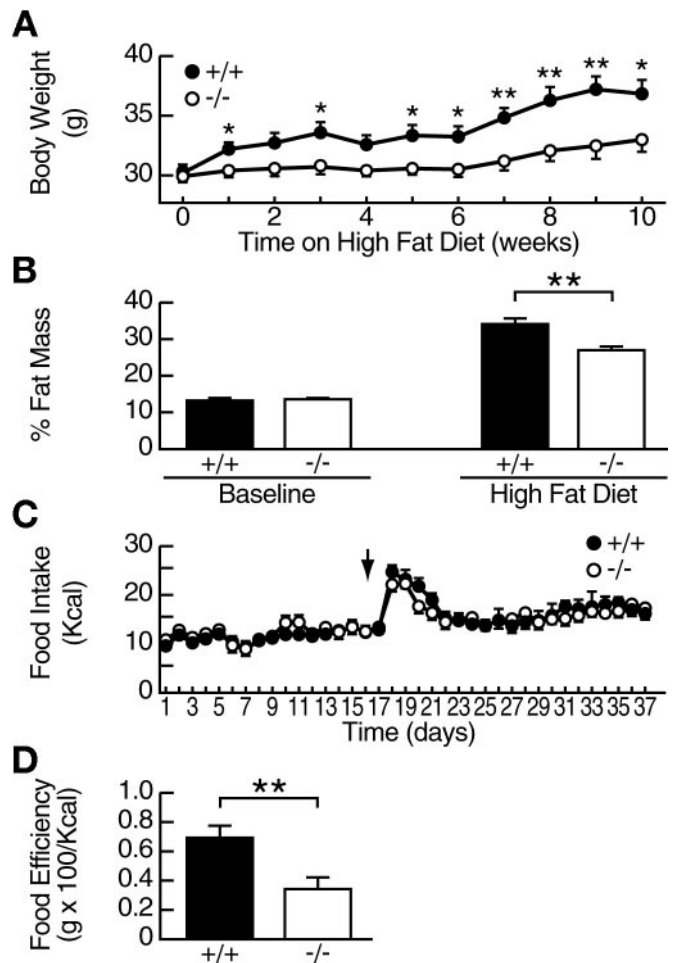 A
Body Weight
(g)
40
35
30
+/+
-/-
* * * * ** ** ** *
0 2 4 6 8 10
Time on High Fat Diet (weeks)
B
% Fat Mass
40
30
20
10
0
**
+/+ -/- +/+ -/-
Baseline High Fat Diet
C
Food Intake
(Kcal)
30
20
10
0
+/+
-/-
1 3 5 7 9 11 13 15 17 19 21 23 25 27 29 31 33 35 37
Time (days)
D
Food Efficiency
(g x 100/Kcal)
1.0
0.8
0.6
0.4
0.2
0
**
+/+ -/-